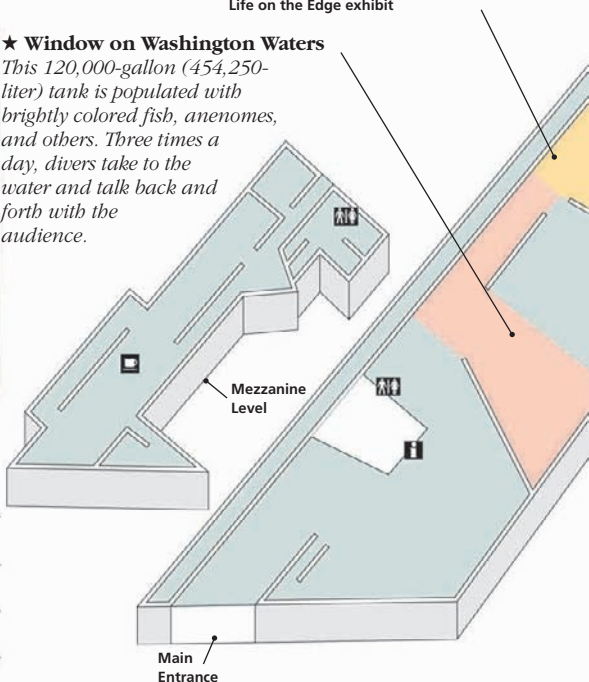 Life on the Edge exhibit
★ Window on Washington Waters
This 120,000-gallon (454,250-
liter) tank is populated with
brightly colored fish, anenomes,
and others. Three times a
day, divers take to the
water and talk back and
forth with the
audience.
Mezzanine
Level
Main
Entrance